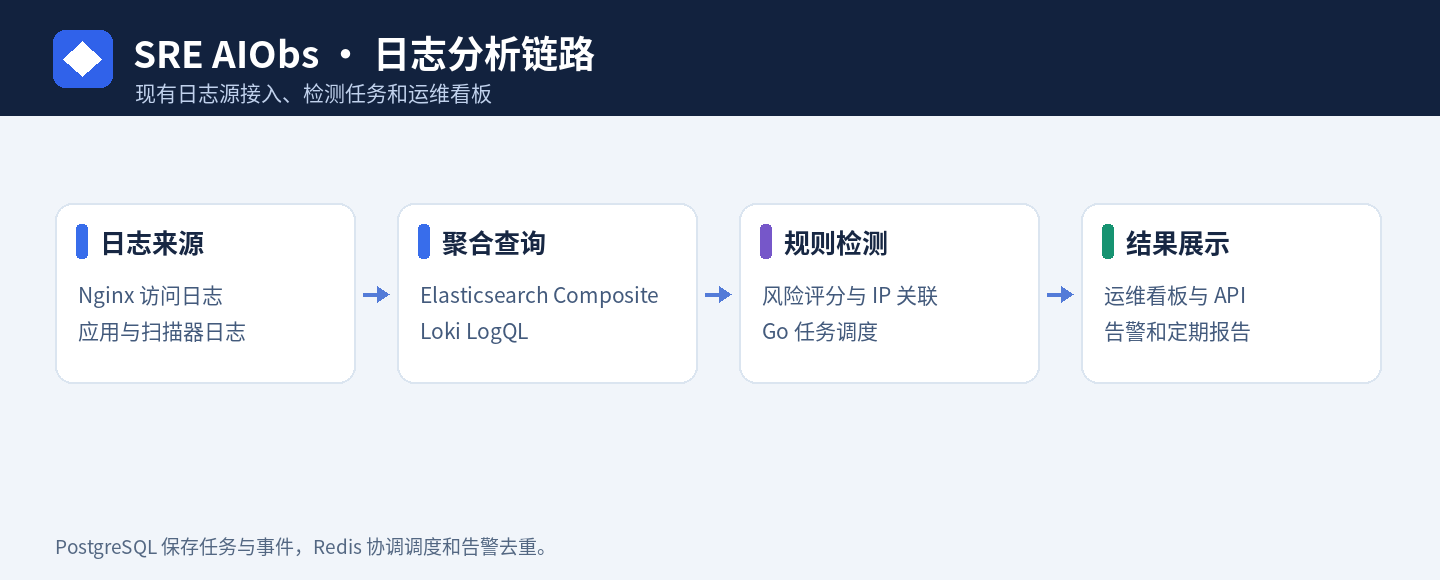 SRE AIObs · 日志分析链路
现有日志源接入、检测任务和运维看板
日志来源
Nginx 访问日志
应用与扫描器日志
聚合查询
Elasticsearch Composite
Loki LogQL
规则检测
风险评分与 IP 关联
Go 任务调度
结果展示
运维看板与 API
告警和定期报告
PostgreSQL 保存任务与事件，Redis 协调调度和告警去重。